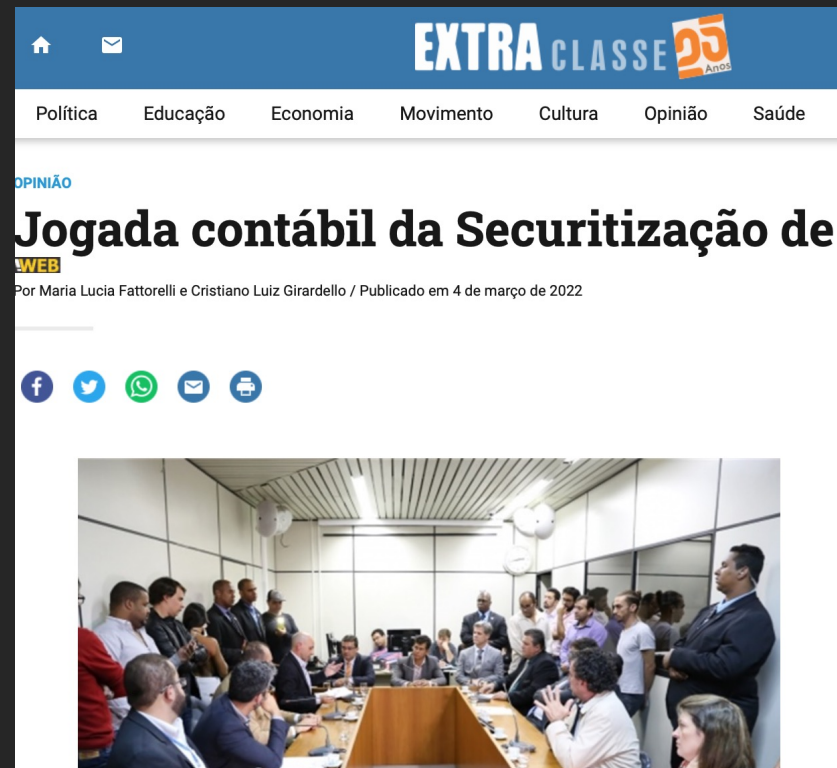 EXTRA CLASSE 25 Anos
Política Educação Economia Movimento Cultura Opinião Saúde
OPINIÃO
Jogada contábil da Securitização de
WEB
Por Maria Lucia Fattorelli e Cristiano Luiz Girardello / Publicado em 4 de março de 2022